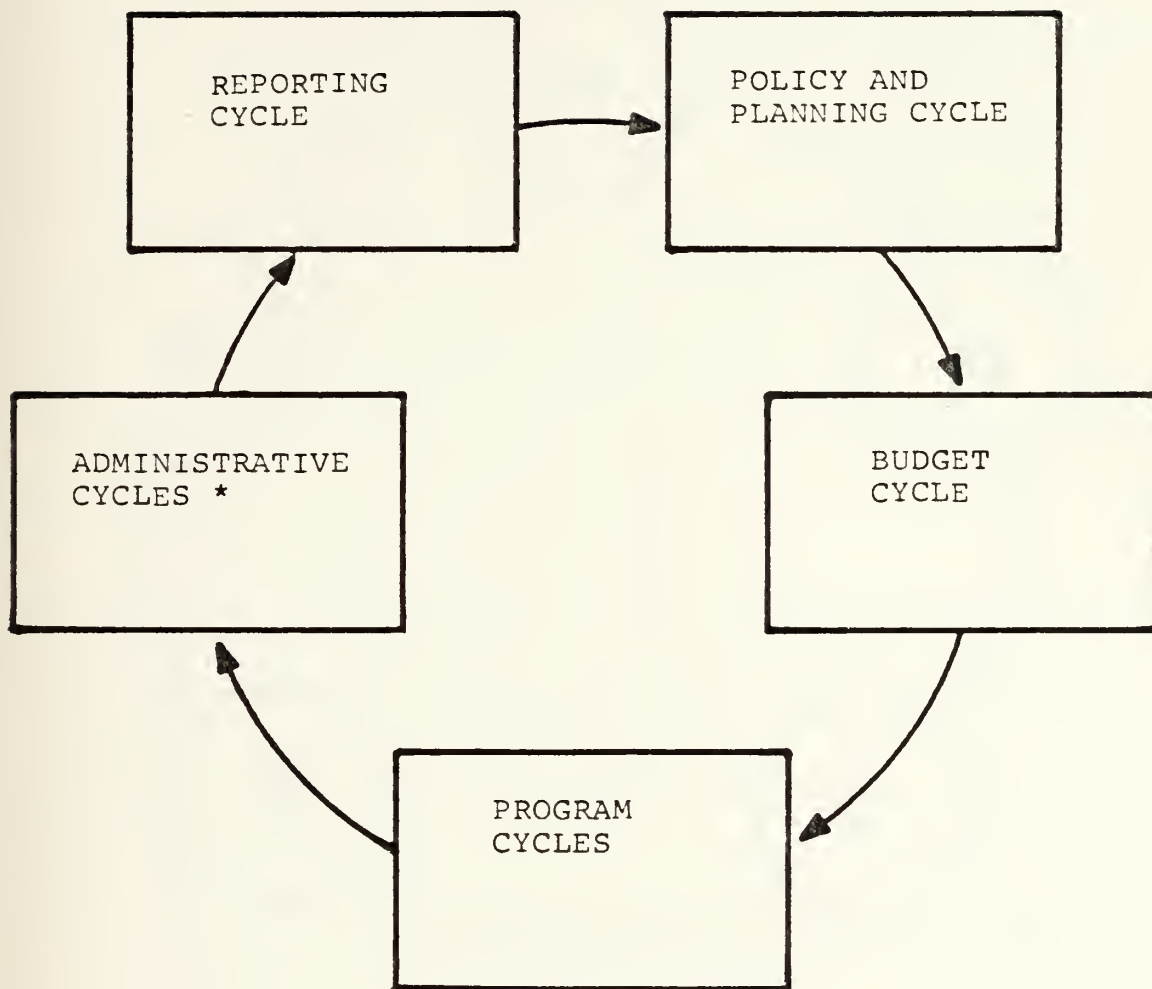 REPORTING
CYCLE
POLICY AND
PLANNING CYCLE
ADMINISTRATIVE
CYCLES *
BUDGET
CYCLE
PROGRAM
CYCLES